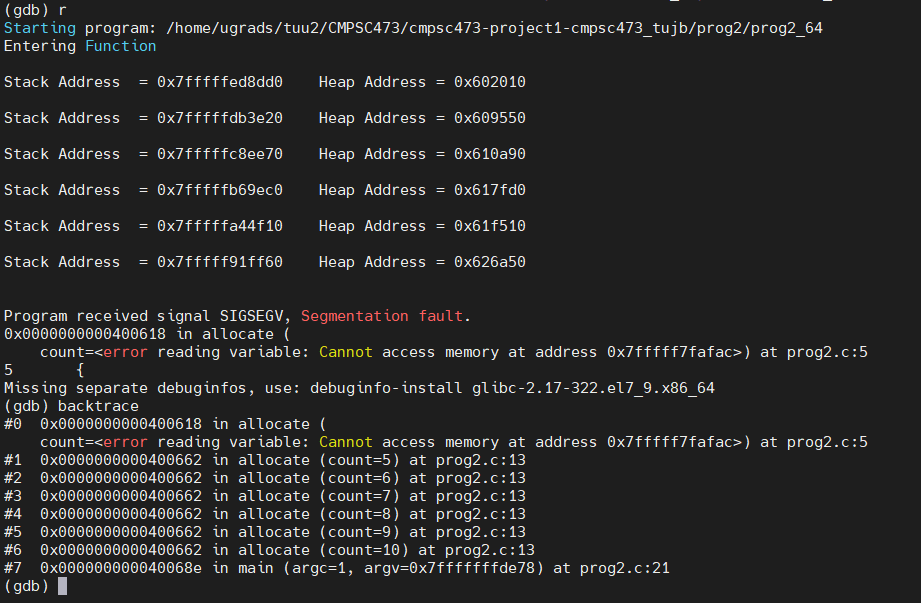 (gdb) r
Starting program: /home/ugrads/tuu2/CMPSC473/cmpsc473-project1-cmpsc473_tujb/prog2/prog2_64
Entering Function
Stack Address  = 0x7fffffed8dd0    Heap Address = 0x602010
Stack Address  = 0x7fffffdb3e20    Heap Address = 0x609550
Stack Address  = 0x7fffffc8ee70    Heap Address = 0x610a90
Stack Address  = 0x7fffffb69ec0    Heap Address = 0x617fd0
Stack Address  = 0x7fffffa44f10    Heap Address = 0x61f510
Stack Address  = 0x7fffff91ff60    Heap Address = 0x626a50
Program received signal SIGSEGV, Segmentation fault.
0x0000000000400618 in allocate (
    count=<error reading variable: Cannot access memory at address 0x7fffff7fafac>) at prog2.c:5
5       {
Missing separate debuginfos, use: debuginfo-install glibc-2.17-322.el7_9.x86_64
(gdb) backtrace
#0  0x0000000000400618 in allocate (
    count=<error reading variable: Cannot access memory at address 0x7fffff7fafac>) at prog2.c:5
#1  0x0000000000400662 in allocate (count=5) at prog2.c:13
#2  0x0000000000400662 in allocate (count=6) at prog2.c:13
#3  0x0000000000400662 in allocate (count=7) at prog2.c:13
#4  0x0000000000400662 in allocate (count=8) at prog2.c:13
#5  0x0000000000400662 in allocate (count=9) at prog2.c:13
#6  0x0000000000400662 in allocate (count=10) at prog2.c:13
#7  0x000000000040068e in main (argc=1, argv=0x7fffffffde78) at prog2.c:21
(gdb)